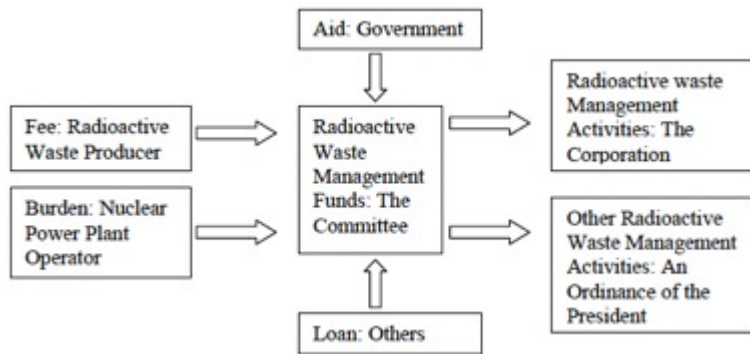 Aid: Government
Fee: Radioactive
Waste Producer
Burden: Nuclear
Power Plant
Operator
Radioactive
Waste
Management
Funds: The
Committee
Loan: Others
Radioactive waste
Management
Activities: The
Corporation
Other Radioactive
Waste Management
Activities: An
Ordinance of the
President